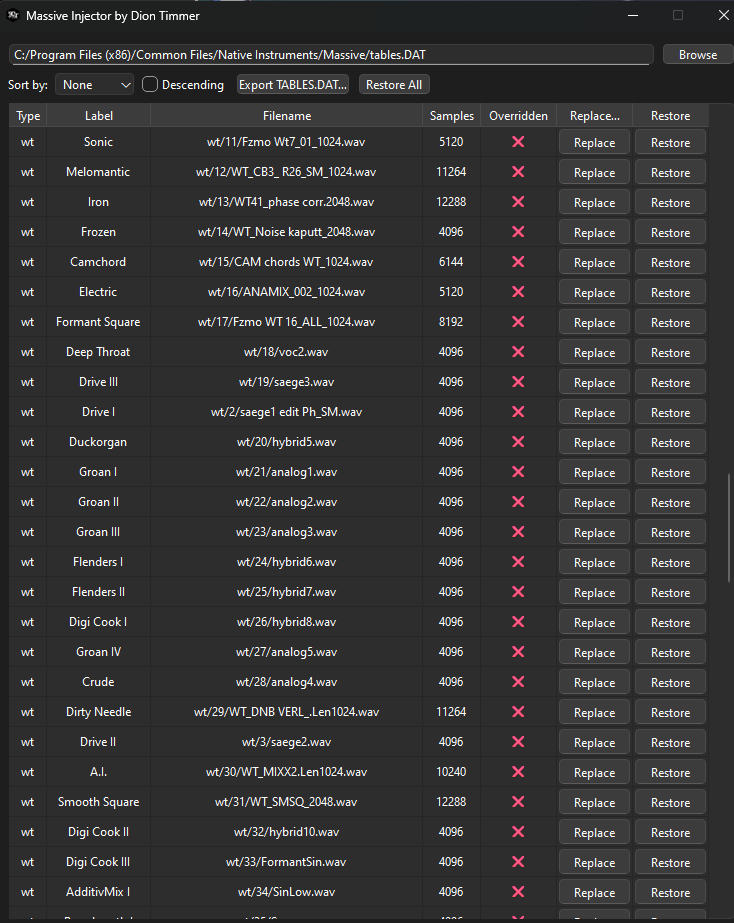 Massive Injector by Dion Timmer
C:/Program Files (x86)/Common Files/Native Instruments/Massive/tables.DAT Browse
Sort by: None Descending Export TABLES.DAT... Restore All
Type Label Filename Samples Overridden Replace... Restore
wt Sonic wt/11/Fzmo Wt7_01_1024.wav 5120 Replace Restore
wt Melomantic wt/12/WT_CB3_ R26_SM_1024.wav 11264 Replace Restore
wt Iron wt/13/WT41_phase corr.2048.wav 12288 Replace Restore
wt Frozen wt/14/WT_Noise kaputt_2048.wav 4096 Replace Restore
wt Camchord wt/15/CAM chords WT_1024.wav 6144 Replace Restore
wt Electric wt/16/ANAMIX_002_1024.wav 5120 Replace Restore
wt Formant Square wt/17/Fzmo WT 16_ALL_1024.wav 8192 Replace Restore
wt Deep Throat wt/18/voc2.wav 4096 Replace Restore
wt Drive III wt/19/saege3.wav 4096 Replace Restore
wt Drive I wt/2/saege1 edit Ph_SM.wav 4096 Replace Restore
wt Duckorgan wt/20/hybrid5.wav 4096 Replace Restore
wt Groan I wt/21/analog1.wav 4096 Replace Restore
wt Groan II wt/22/analog2.wav 4096 Replace Restore
wt Groan III wt/23/analog3.wav 4096 Replace Restore
wt Flenders I wt/24/hybrid6.wav 4096 Replace Restore
wt Flenders II wt/25/hybrid7.wav 4096 Replace Restore
wt Digi Cook I wt/26/hybrid8.wav 4096 Replace Restore
wt Groan IV wt/27/analog5.wav 4096 Replace Restore
wt Crude wt/28/analog4.wav 4096 Replace Restore
wt Dirty Needle wt/29/WT_DNB VERL_.Len1024.wav 11264 Replace Restore
wt Drive II wt/3/saege2.wav 4096 Replace Restore
wt A.I. wt/30/WT_MIXX2.Len1024.wav 10240 Replace Restore
wt Smooth Square wt/31/WT_SMSQ_2048.wav 12288 Replace Restore
wt Digi Cook II wt/32/hybrid10.wav 4096 Replace Restore
wt Digi Cook III wt/33/FormantSin.wav 4096 Replace Restore
wt AdditivMix I wt/34/SinLow.wav 4096 Replace Restore